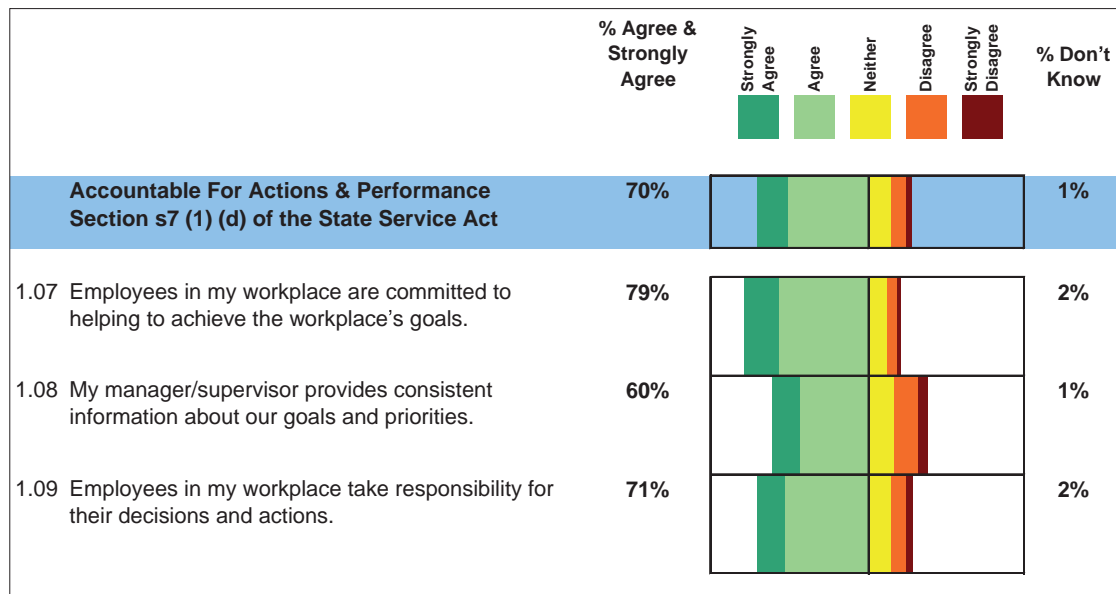 % Agree &
Strongly
Agree
Strongly
Agree
Agree
Neither
Disagree
Strongly
Disagree
% Don't
Know
Accountable For Actions & Performance
Section s7 (1) (d) of the State Service Act
70%
1%
1.07 Employees in my workplace are committed to
helping to achieve the workplace's goals.
79%
2%
1.08 My manager/supervisor provides consistent
information about our goals and priorities.
60%
1%
1.09 Employees in my workplace take responsibility for
their decisions and actions.
71%
2%